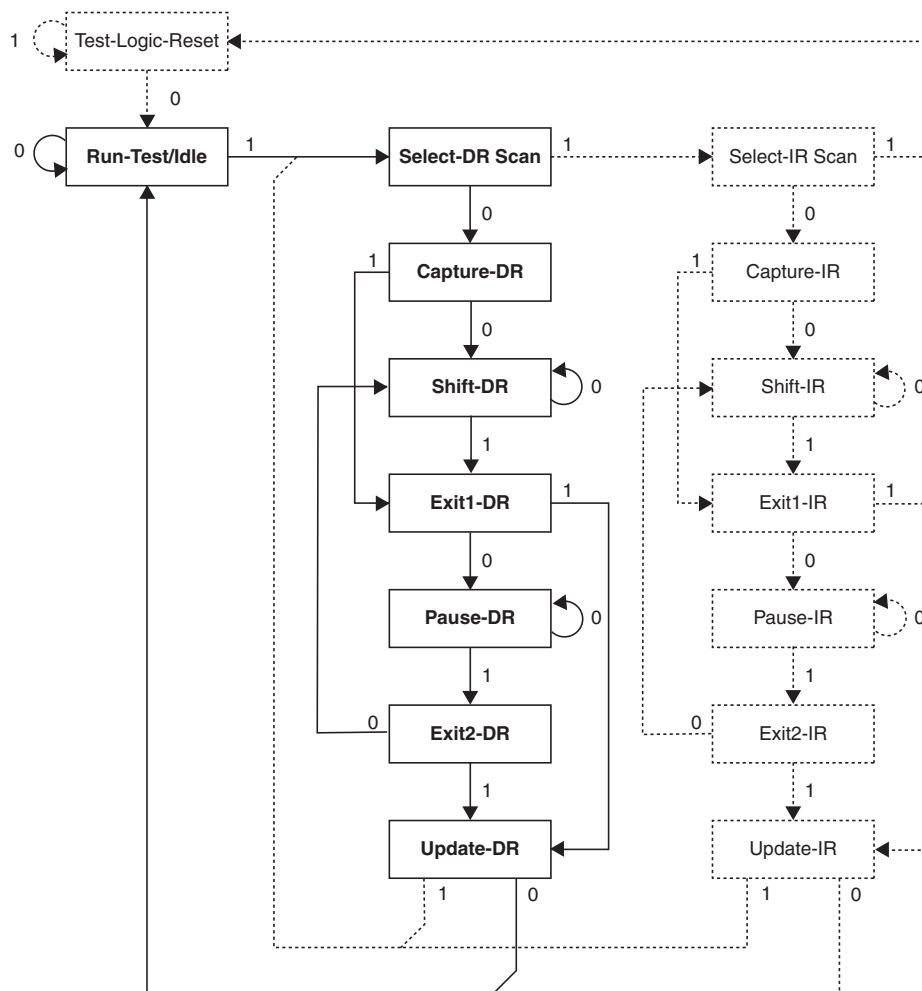 1 Test-Logic-Reset
0
0 Run-Test/Idle 1 Select-DR Scan 1 Select-IR Scan 1
0 0
1 Capture-DR 1 Capture-IR
0 0
Shift-DR 0 Shift-IR 0
1 1
Exit1-DR 1 Exit1-IR 1
0 0
Pause-DR 0 Pause-IR 0
1 1
0 Exit2-DR 0 Exit2-IR
1 1
Update-DR Update-IR
1 0 1 0